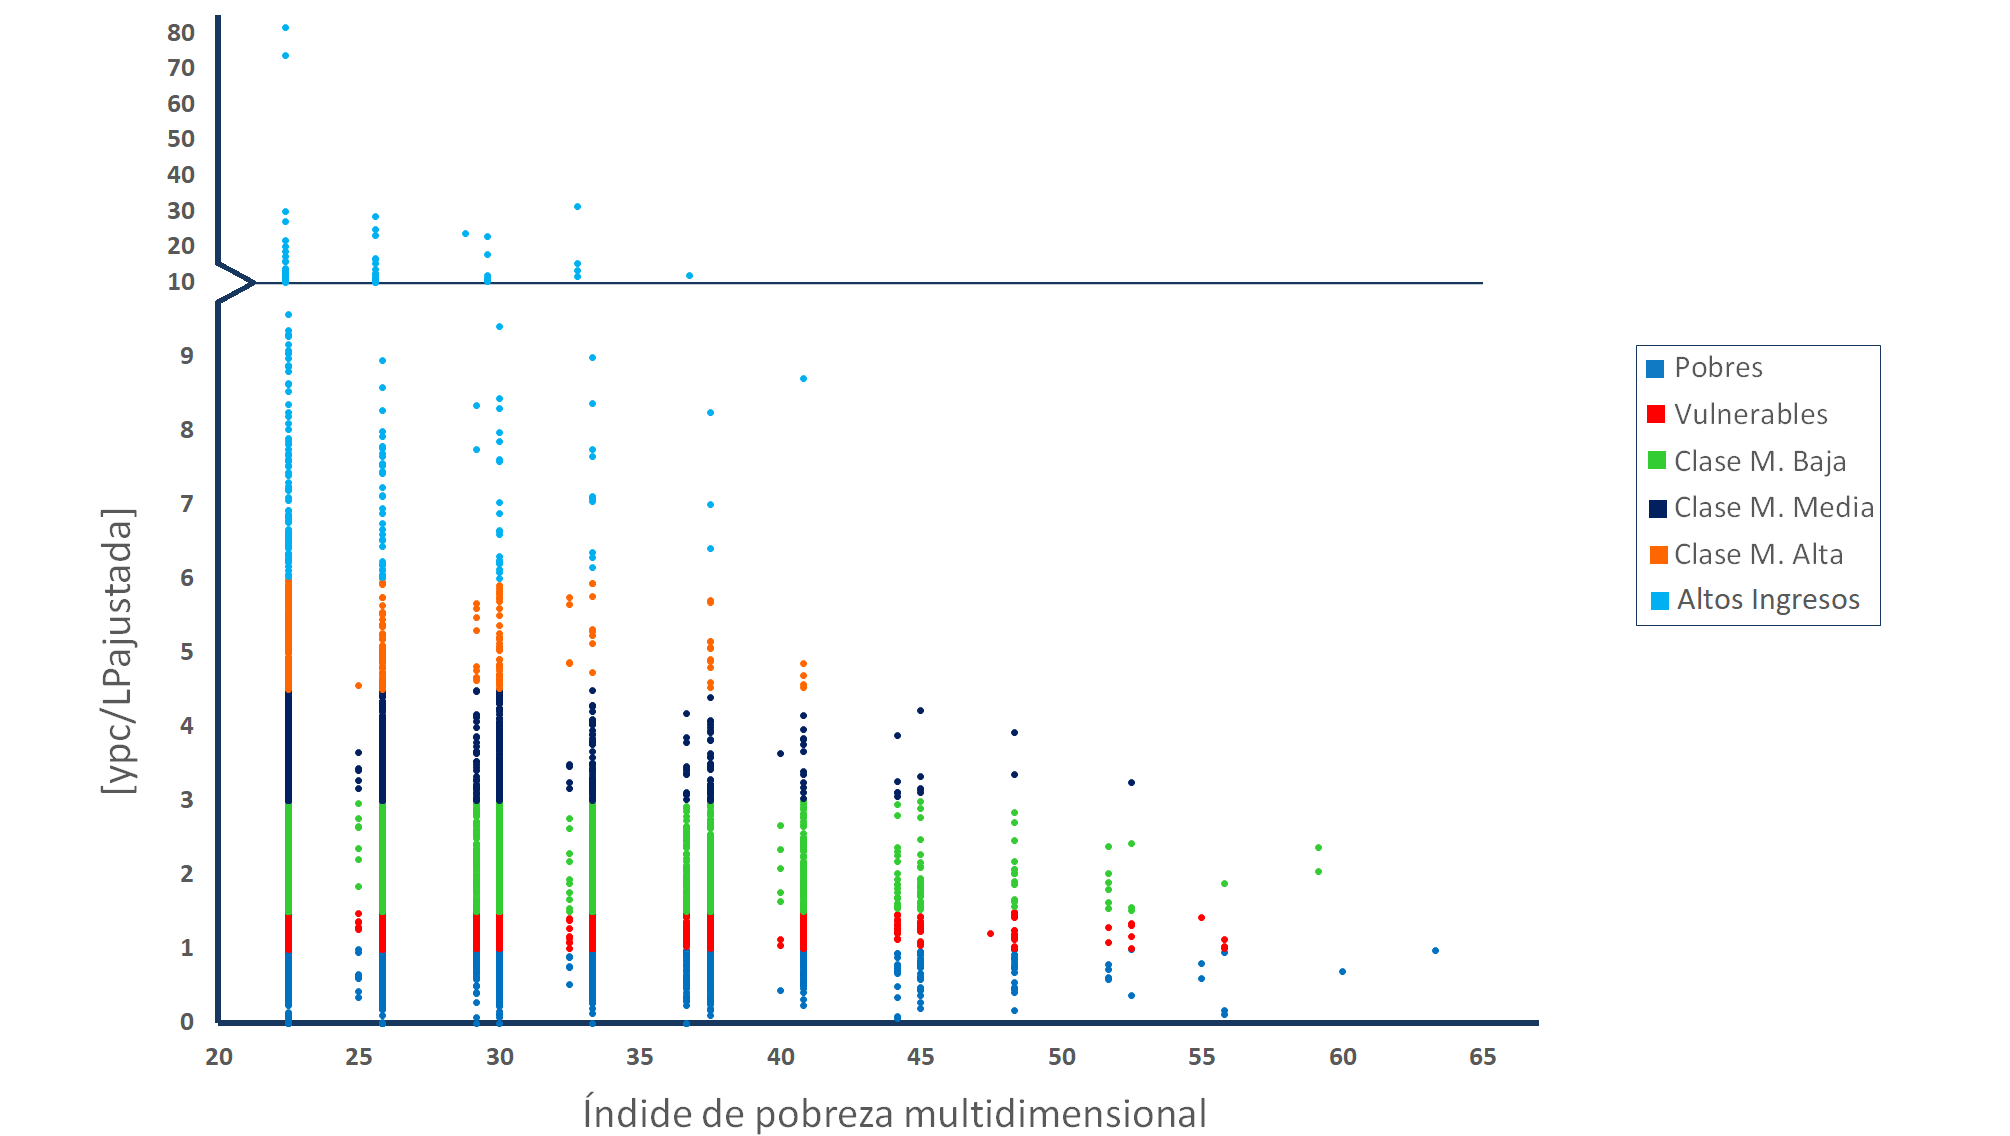 80
70
60
50
40
30
20
10
9
8
7
6
5
4
3
2
1
0
[ypc/LPajustada]
20 25 30 35 40 45 50 55 60 65
Índide de pobreza multidimensional
Pobres
Vulnerables
Clase M. Baja
Clase M. Media
Clase M. Alta
Altos Ingresos